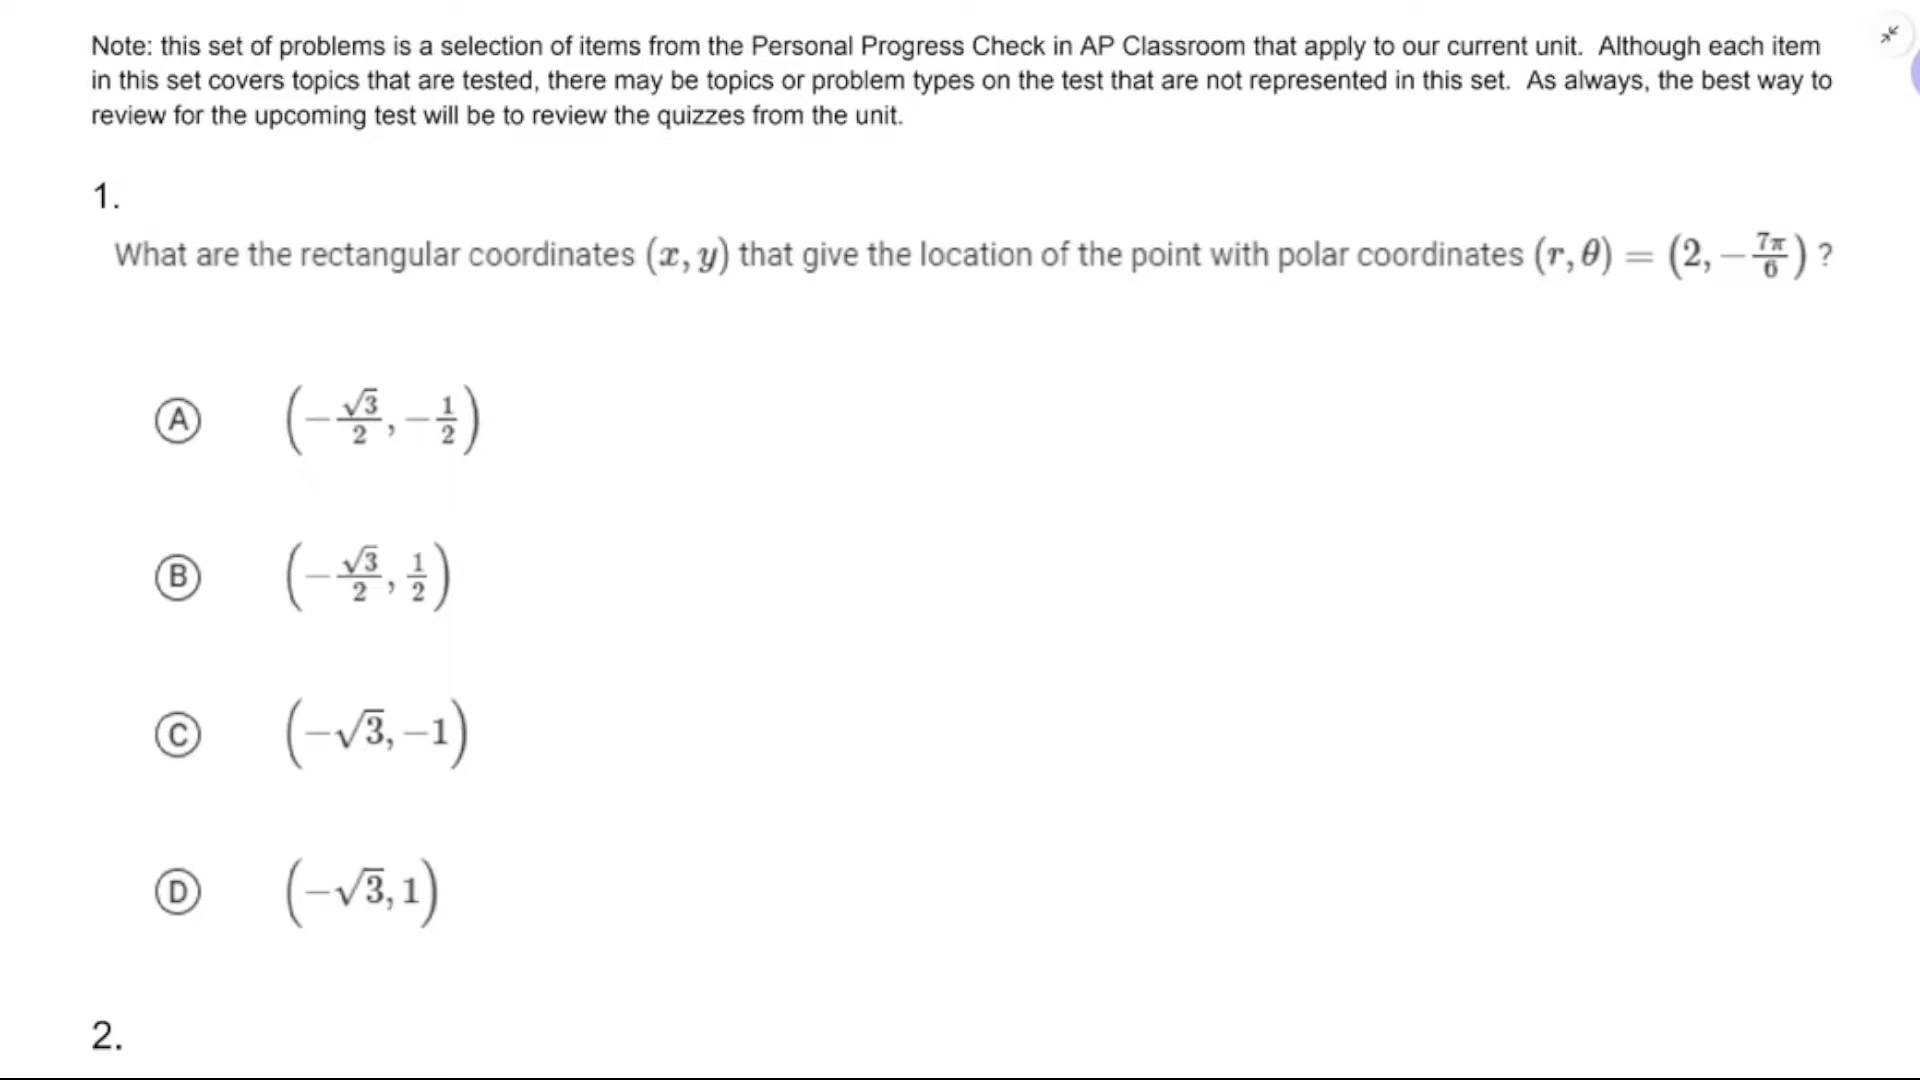 Note: this set of problems is a selection of items from the Personal Progress Check in AP Classroom that apply to our current unit.  Although each item
in this set covers topics that are tested, there may be topics or problem types on the test that are not represented in this set.  As always, the best way to
review for the upcoming test will be to review the quizzes from the unit.
1.
What are the rectangular coordinates (x, y) that give the location of the point with polar coordinates (r, θ) = (2, −7π/6) ?
A (−√3/2, −1/2)
B (−√3/2, 1/2)
C (−√3, −1)
D (−√3, 1)
2.